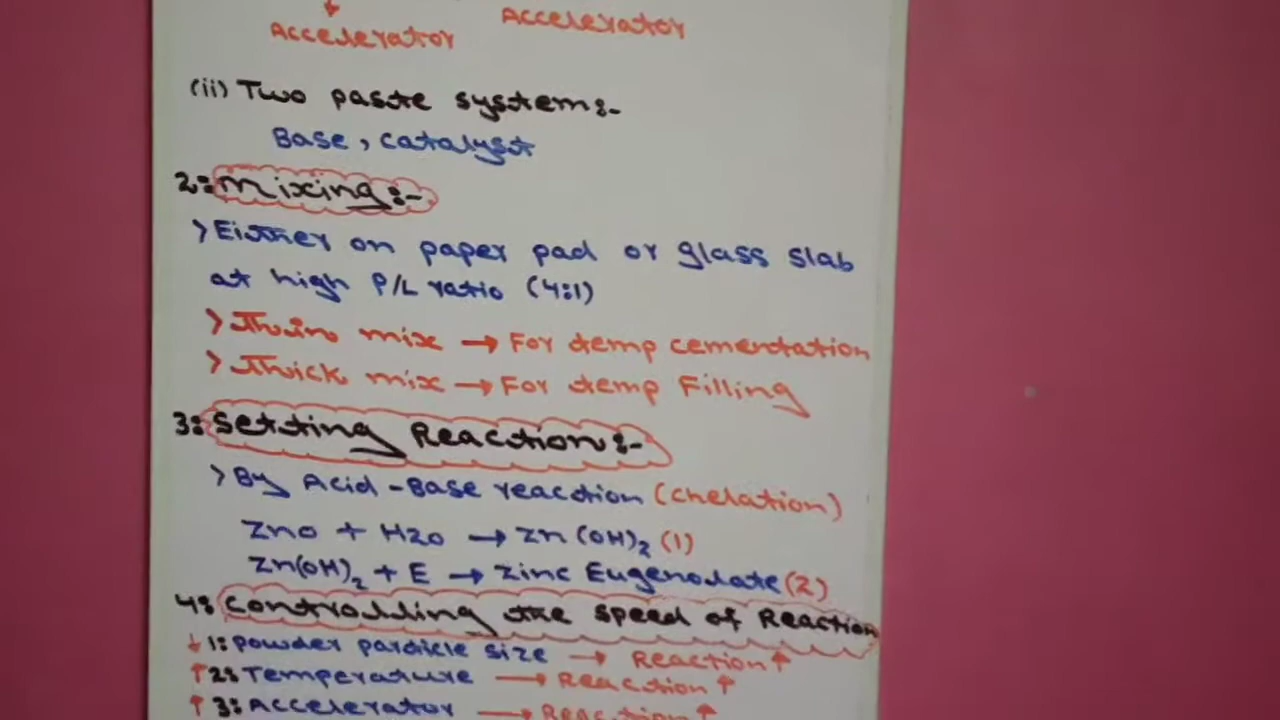 Accelerator
↓
Accelerator
(ii) Two paste system:-
Base, catalyst
2: Mixing:-
> Either on paper pad or glass slab
at high P/L ratio (4:1)
> Thin mix → For temp cementation
> Thick mix → For temp Filling
3: Setting Reaction:-
> By Acid-Base reaction (chelation)
ZnO + H2O → Zn(OH)₂ (1)
Zn(OH)₂ + E → Zinc Eugenolate (2)
4: Controlling the speed of Reaction
↓ 1: Powder particle size → Reaction ↑
↑ 2: Temperature → Reaction ↑
↑ 3: Accelerator → Reaction ↑